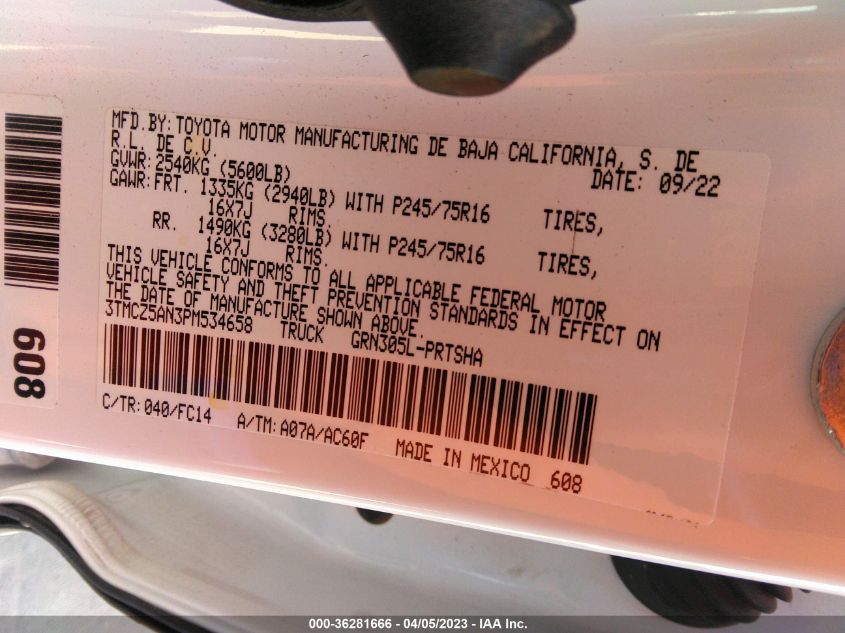 MFD.BY:TOYOTA MOTOR MANUFACTURING DE BAJA CALIFORNIA, S. DE
R.L. DE C.V.
DATE: 09/22
GVWR:2540KG (5600LB)
GAWR:FRT. 1335KG (2940LB) WITH P245/75R16 TIRES,
16X7J RIMS.
RR. 1490KG (3280LB) WITH P245/75R16 TIRES,
16X7J RIMS.
THIS VEHICLE CONFORMS TO ALL APPLICABLE FEDERAL MOTOR
VEHICLE SAFETY AND THEFT PREVENTION STANDARDS IN EFFECT ON
THE DATE OF MANUFACTURE SHOWN ABOVE.
3TMCZ5AN3PM534658 TRUCK GRN305L-PRTSHA
C/TR:040/FC14 A/TM:A07A/AC60F MADE IN MEXICO 608
809
000-36281666 - 04/05/2023 - IAA Inc.